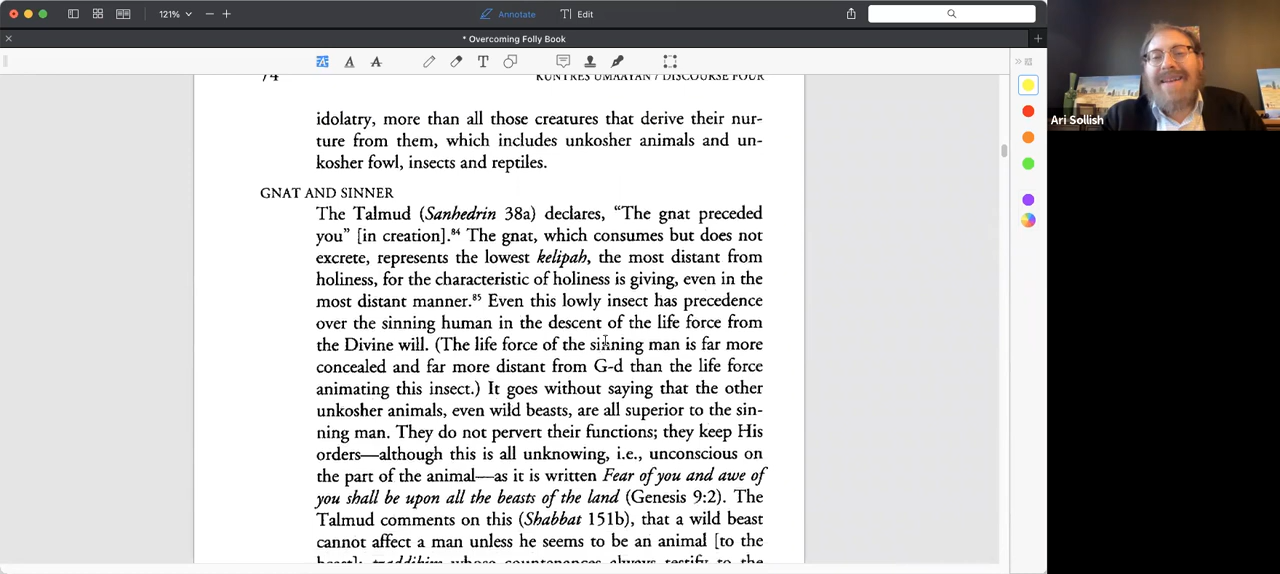 121%
Annotate
Edit
* Overcoming Folly Book
74
KUNTRES UMAAYAN / DISCOURSE FOUR
idolatry, more than all those creatures that derive their nur-
ture from them, which includes unkosher animals and un-
kosher fowl, insects and reptiles.
GNAT AND SINNER
The Talmud (Sanhedrin 38a) declares, “The gnat preceded
you” [in creation].⁸⁴ The gnat, which consumes but does not
excrete, represents the lowest kelipah, the most distant from
holiness, for the characteristic of holiness is giving, even in the
most distant manner.⁸⁵ Even this lowly insect has precedence
over the sinning human in the descent of the life force from
the Divine will. (The life force of the sinning man is far more
concealed and far more distant from G-d than the life force
animating this insect.) It goes without saying that the other
unkosher animals, even wild beasts, are all superior to the sin-
ning man. They do not pervert their functions; they keep His
orders—although this is all unknowing, i.e., unconscious on
the part of the animal—as it is written Fear of you and awe of
you shall be upon all the beasts of the land (Genesis 9:2). The
Talmud comments on this (Shabbat 151b), that a wild beast
cannot affect a man unless he seems to be an animal [to the
beast]; tzaddikim whose countenances always testify to the
Ari Sollish